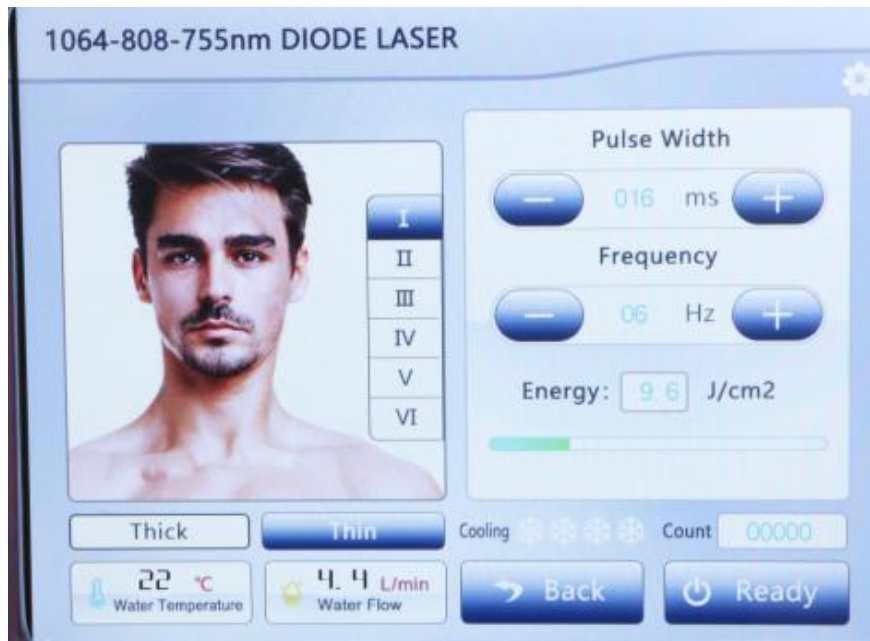 1064-808-755nm DIODE LASER
I
II
III
IV
V
VI
Pulse Width
016 ms
Frequency
06 Hz
Energy: 9.6 J/cm2
Thick
Thin
Cooling
Count 00000
22 °C
Water Temperature
4.4 L/min
Water Flow
Back
Ready